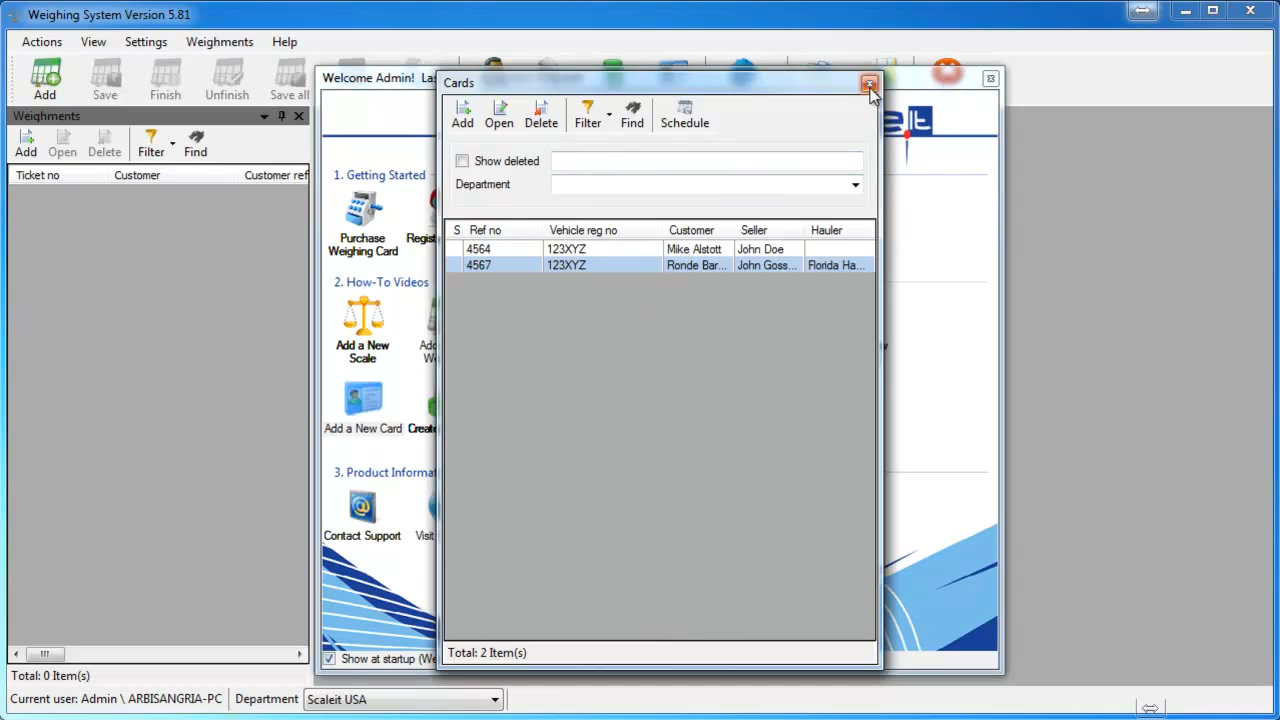 Weighing System Version 5.81
Actions View Settings Weighments Help
Add Save Finish Unfinish Save all
Weighments
Add Open Delete Filter Find
Ticket no Customer Customer ref
Total: 0 Item(s)
Current user: Admin \ ARBISANGRIA-PC Department Scaleit USA
Welcome Admin!
1. Getting Started
Purchase
Weighing Card
2. How-To Videos
Add a New
Scale
Add a New Card
3. Product Informa
Contact Support
Show at startup (We
Cards
Add Open Delete Filter Find Schedule
Show deleted
Department
S Ref no Vehicle reg no Customer Seller Hauler
4564 123XYZ Mike Alstott John Doe
4567 123XYZ Ronde Bar... John Goss... Florida Ha...
Total: 2 Item(s)